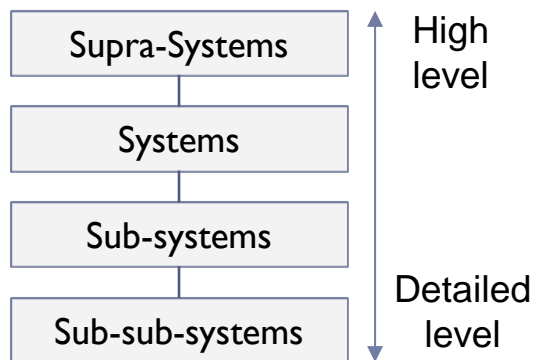 Supra-Systems
High
level
Systems
Sub-systems
Sub-sub-systems
Detailed
level